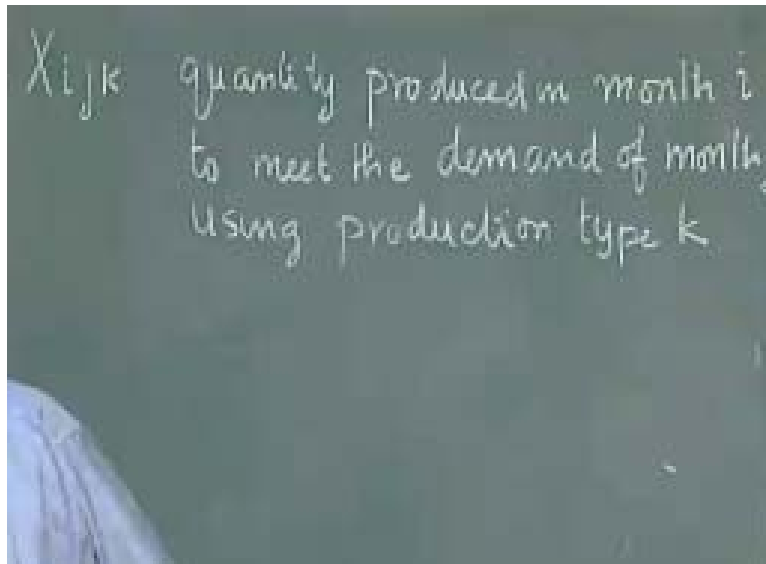 Xijk quantity produced in month i
to meet the demand of month
using production type k